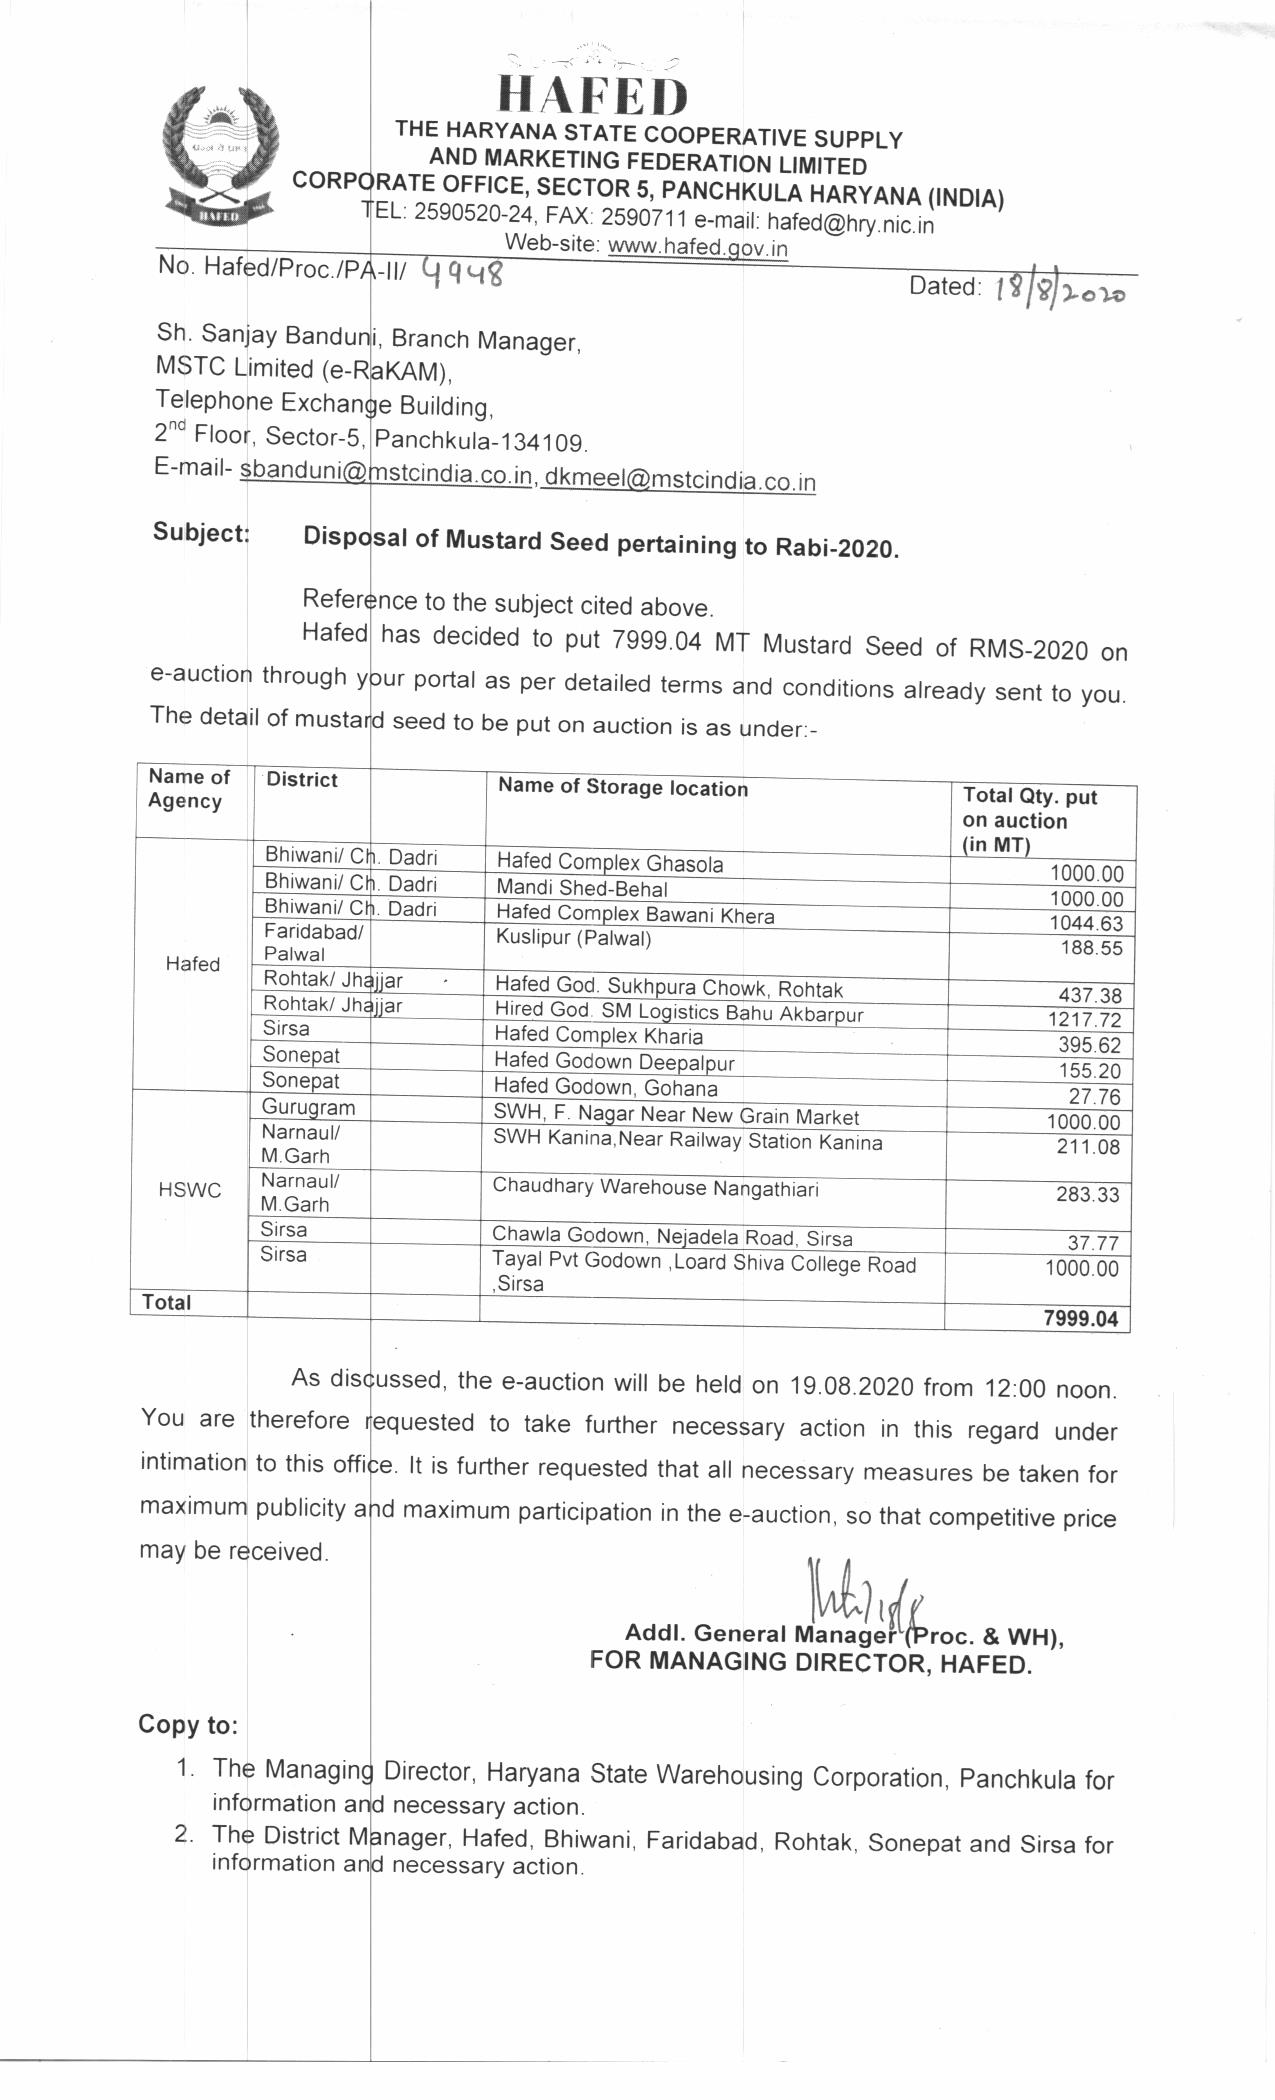 HAFED
THE HARYANA STATE COOPERATIVE SUPPLY
AND MARKETING FEDERATION LIMITED
CORPORATE OFFICE, SECTOR 5, PANCHKULA HARYANA (INDIA)
TEL: 2590520-24, FAX: 2590711 e-mail: hafed@hry.nic.in
Web-site: www.hafed.gov.in
HAFED
No. Hafed/Proc./PA-II/ 4948
Dated: 18/8/2020
Sh. Sanjay Banduni, Branch Manager,
MSTC Limited (e-RaKAM),
Telephone Exchange Building,
2nd Floor, Sector-5, Panchkula-134109.
E-mail- sbanduni@mstcindia.co.in, dkmeel@mstcindia.co.in
Subject: Disposal of Mustard Seed pertaining to Rabi-2020.
Reference to the subject cited above.
Hafed has decided to put 7999.04 MT Mustard Seed of RMS-2020 on
e-auction through your portal as per detailed terms and conditions already sent to you.
The detail of mustard seed to be put on auction is as under:-
Name of Agency District Name of Storage location Total Qty. put on auction (in MT)
Hafed
Bhiwani/ Ch. Dadri Hafed Complex Ghasola 1000.00
Bhiwani/ Ch. Dadri Mandi Shed-Behal 1000.00
Bhiwani/ Ch. Dadri Hafed Complex Bawani Khera 1044.63
Faridabad/ Palwal Kuslipur (Palwal) 188.55
Rohtak/ Jhajjar Hafed God. Sukhpura Chowk, Rohtak 437.38
Rohtak/ Jhajjar Hired God. SM Logistics Bahu Akbarpur 1217.72
Sirsa Hafed Complex Kharia 395.62
Sonepat Hafed Godown Deepalpur 155.20
Sonepat Hafed Godown, Gohana 27.76
HSWC
Gurugram SWH, F. Nagar Near New Grain Market 1000.00
Narnaul/ M.Garh SWH Kanina,Near Railway Station Kanina 211.08
Narnaul/ M.Garh Chaudhary Warehouse Nangathiari 283.33
Sirsa Chawla Godown, Nejadela Road, Sirsa 37.77
Sirsa Tayal Pvt Godown ,Loard Shiva College Road ,Sirsa 1000.00
Total 7999.04
As discussed, the e-auction will be held on 19.08.2020 from 12:00 noon.
You are therefore requested to take further necessary action in this regard under
intimation to this office. It is further requested that all necessary measures be taken for
maximum publicity and maximum participation in the e-auction, so that competitive price
may be received.
Addl. General Manager (Proc. & WH),
FOR MANAGING DIRECTOR, HAFED.
Copy to:
1. The Managing Director, Haryana State Warehousing Corporation, Panchkula for
information and necessary action.
2. The District Manager, Hafed, Bhiwani, Faridabad, Rohtak, Sonepat and Sirsa for
information and necessary action.